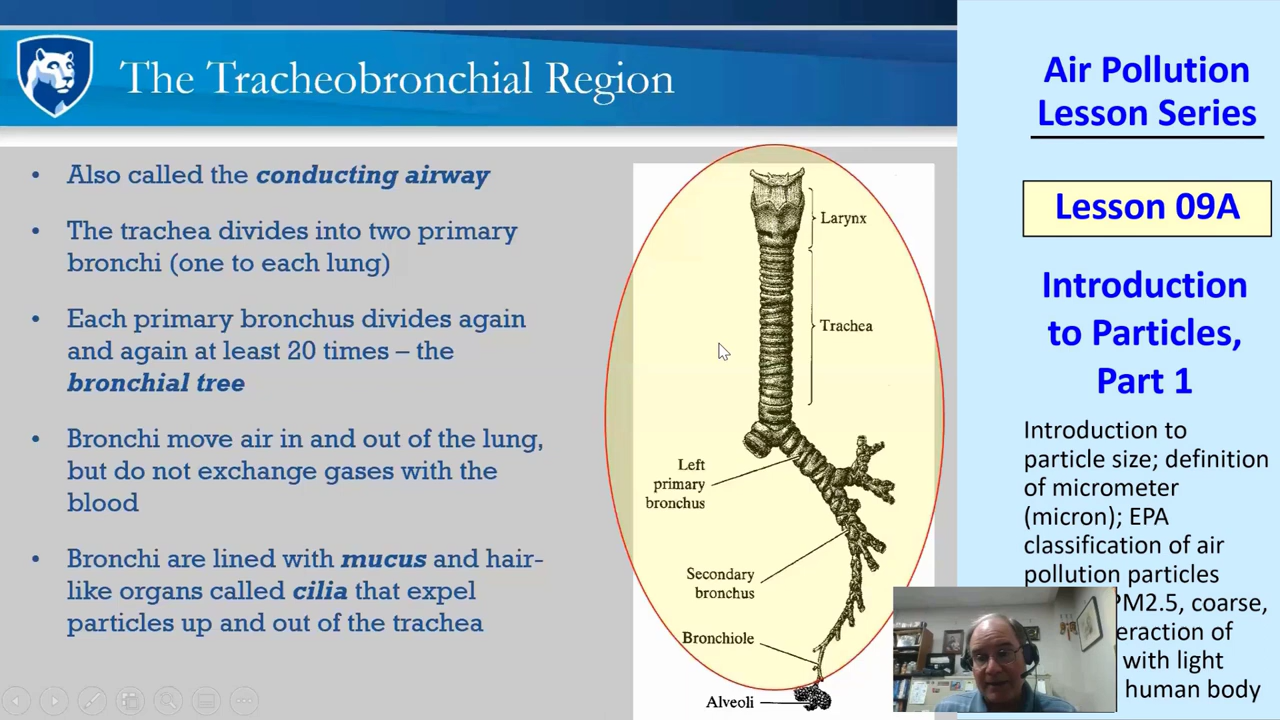 The Tracheobronchial Region
• Also called the conducting airway
• The trachea divides into two primary
bronchi (one to each lung)
• Each primary bronchus divides again
and again at least 20 times – the
bronchial tree
• Bronchi move air in and out of the lung,
but do not exchange gases with the
blood
• Bronchi are lined with mucus and hair-
like organs called cilia that expel
particles up and out of the trachea
Larynx
Trachea
Left
primary
bronchus
Secondary
bronchus
Bronchiole
Alveoli
Air Pollution
Lesson Series
Lesson 09A
Introduction
to Particles,
Part 1
Introduction to
particle size; definition
of micrometer
(micron); EPA
classification of air
pollution particles
PM2.5, coarse,
eraction of
with light
human body